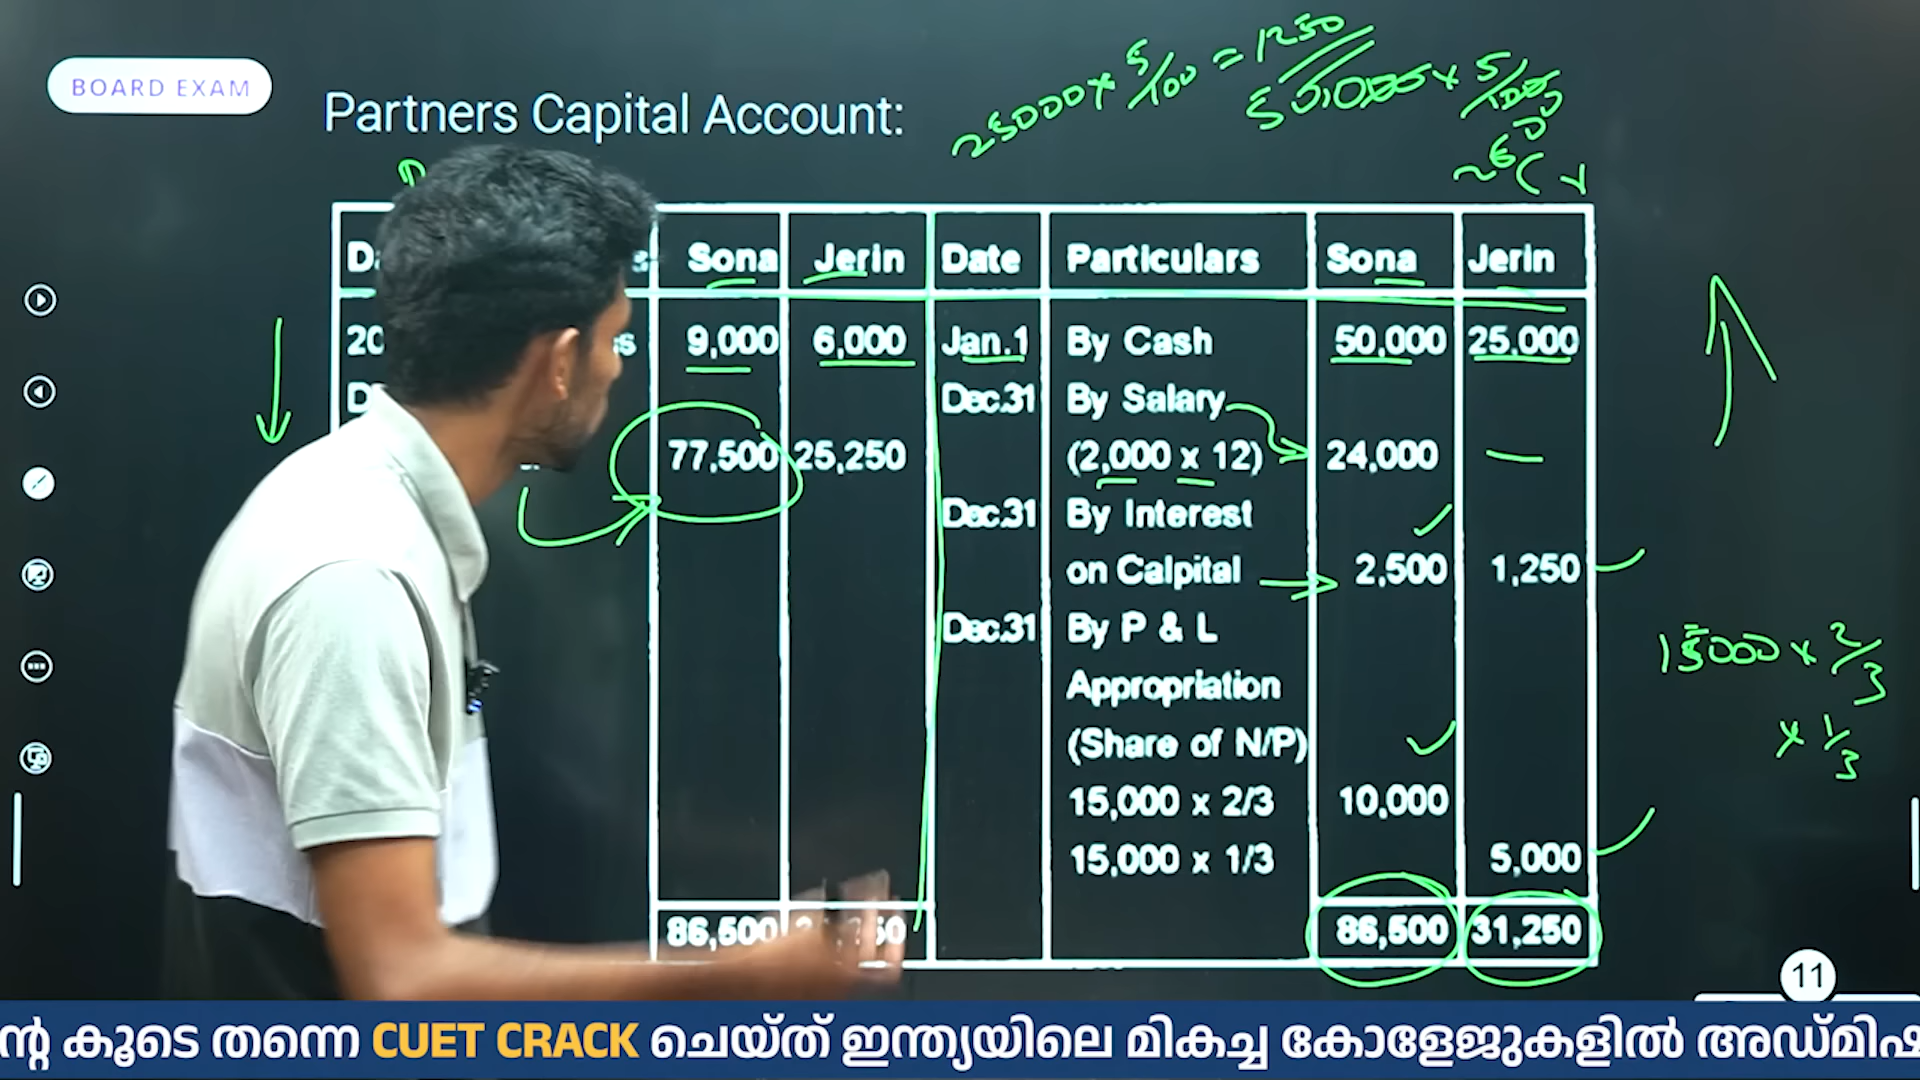 BOARD EXAM
Partners Capital Account:
25000 x 5/100 = 1250
50,000 x 5/100
Sona Jerin Date Particulars Sona Jerin
9,000 6,000 Jan.1 By Cash 50,000 25,000
Dec.31 By Salary
77,500 25,250 (2,000 x 12) 24,000 —
Dec.31 By Interest
on Calpital 2,500 1,250
Dec.31 By P & L
Appropriation
(Share of N/P)
15,000 x 2/3 10,000
15,000 x 1/3 5,000
86,500 86,500 31,250
15000 x 2/3
x 1/3
11
കൂടെ തന്നെ CUET CRACK ചെയ്ത് ഇന്ത്യയിലെ മികച്ച കോളേജുകളിൽ